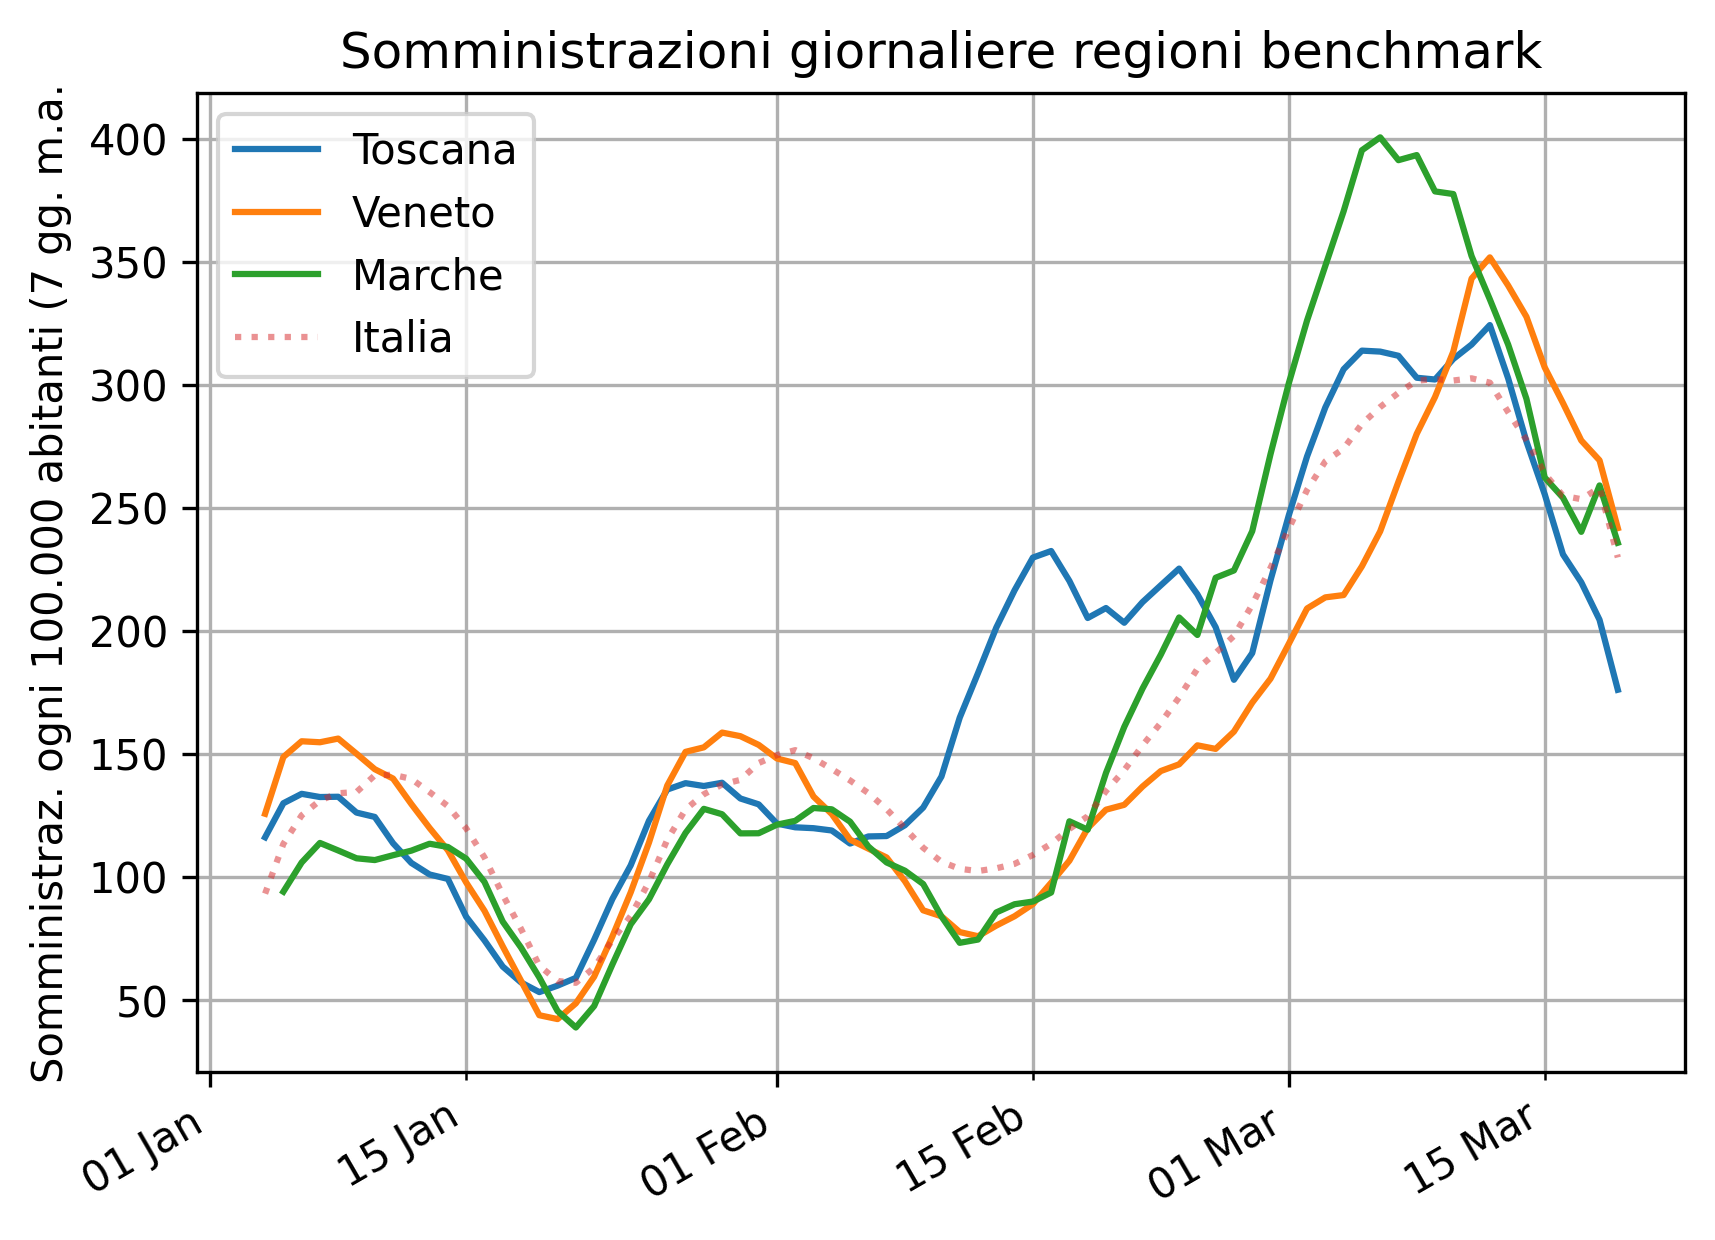 Somministrazioni giornaliere regioni benchmark
Somministraz. ogni 100.000 abitanti (7 gg. m.a.
400
350
300
250
200
150
100
50
Toscana
Veneto
Marche
Italia
01 Jan
15 Jan
01 Feb
15 Feb
01 Mar
15 Mar